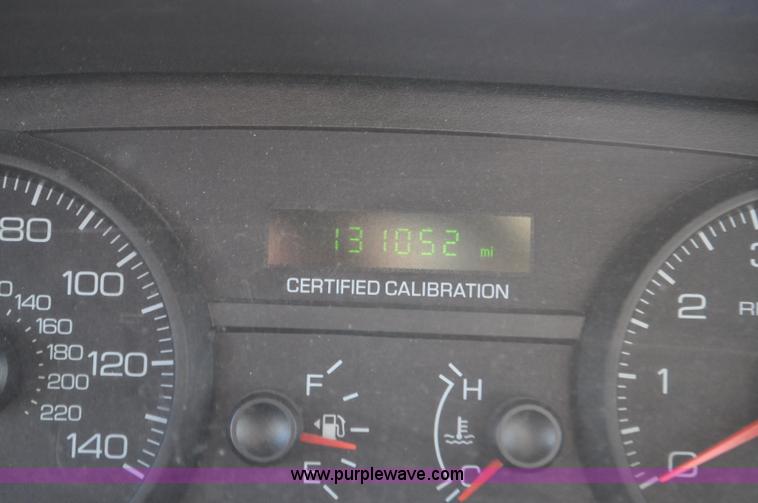 131052 mi
CERTIFIED CALIBRATION
80
100
120
140
140
160
180
200
220
F
E
H
C
3
2
1
0
www.purplewave.com